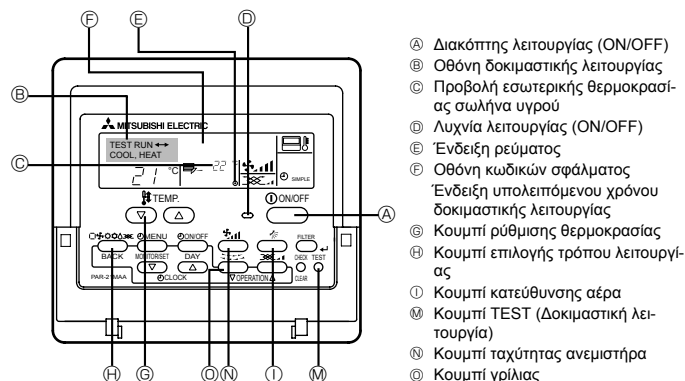 Ⓕ
Ⓔ
Ⓓ
Ⓑ
Ⓒ
Ⓐ
MITSUBISHI ELECTRIC
TEST RUN
COOL, HEAT
21 °C
22 °C
SIMPLE
TEMP.
ON/OFF
MENU
ON/OFF
FILTER
BACK
MONITOR/SET
DAY
CHECK TEST
PAR-21MAA
CLOCK
OPERATION
CLEAR
Ⓗ
Ⓖ
Ⓞ
Ⓝ
Ⓘ
Ⓜ
Ⓐ Διακόπτης λειτουργίας (ON/OFF)
Ⓑ Οθόνη δοκιμαστικής λειτουργίας
Ⓒ Προβολή εσωτερικής θερμοκρασί-
ας σωλήνα υγρού
Ⓓ Λυχνία λειτουργίας (ON/OFF)
Ⓔ Ένδειξη ρεύματος
Ⓕ Οθόνη κωδικών σφάλματος
Ένδειξη υπολειπόμενου χρόνου
δοκιμαστικής λειτουργίας
Ⓖ Κουμπί ρύθμισης θερμοκρασίας
Ⓗ Κουμπί επιλογής τρόπου λειτουργί-
ας
Ⓘ Κουμπί κατεύθυνσης αέρα
Ⓜ Κουμπί TEST (Δοκιμαστική λει-
τουργία)
Ⓝ Κουμπί ταχύτητας ανεμιστήρα
Ⓞ Κουμπί γρίλιας